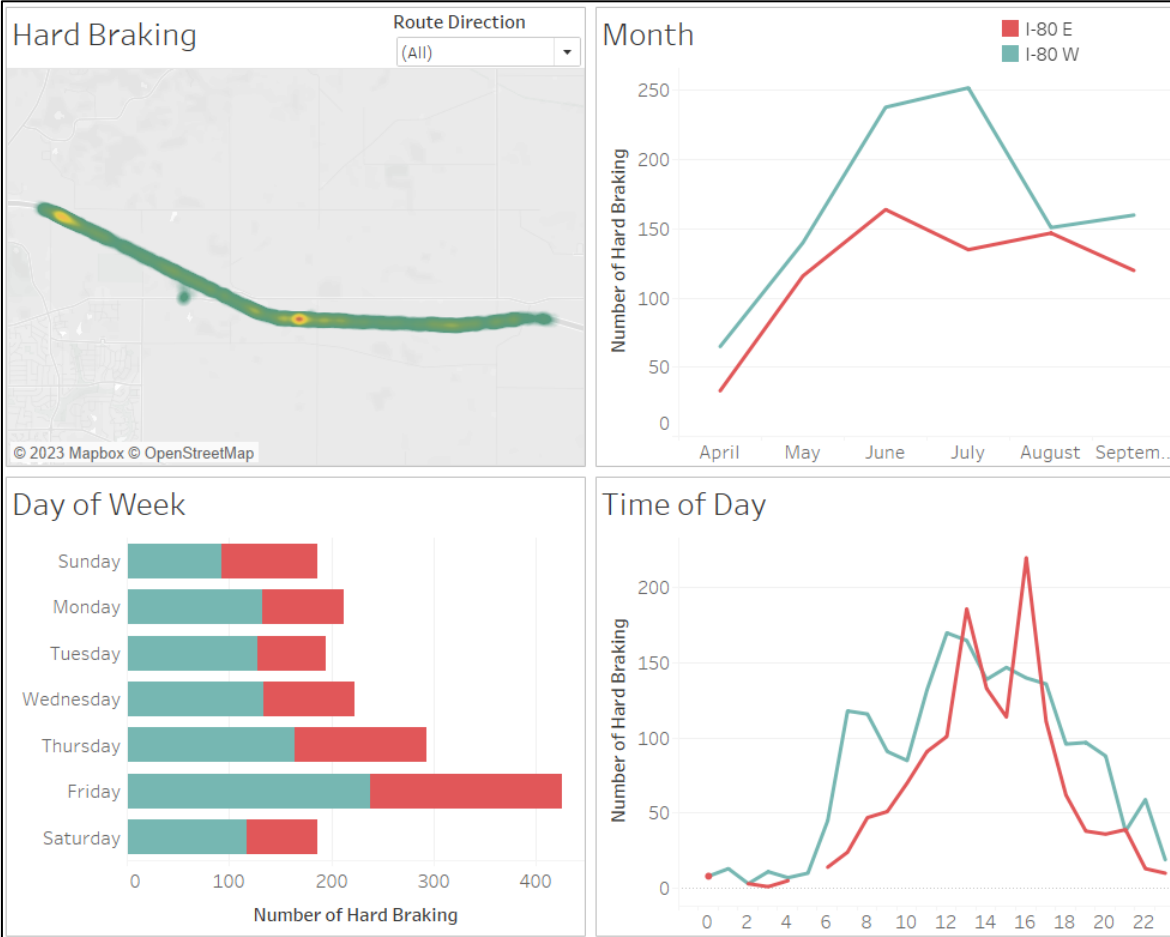 Hard Braking
Route Direction
(All)
© 2023 Mapbox © OpenStreetMap
Month
I-80 E
I-80 W
Number of Hard Braking
250
200
150
100
50
0
April May June July August Septem..
Day of Week
Sunday
Monday
Tuesday
Wednesday
Thursday
Friday
Saturday
0 100 200 300 400
Number of Hard Braking
Time of Day
Number of Hard Braking
200
150
100
50
0
0 2 4 6 8 10 12 14 16 18 20 22